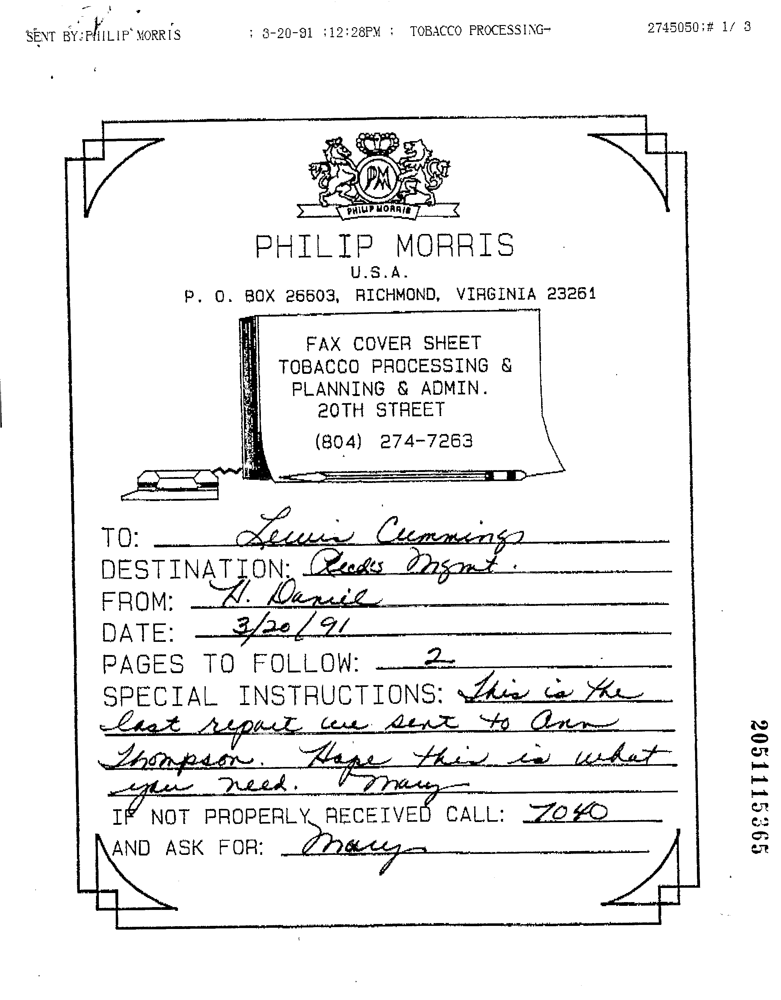 SENT BY:PHILIP MORRIS : 3-20-91 ;12:28PM ; TOBACCO PROCESSING→ 2745050;# 1/ 3
PM
PHILIP MORRIS
PHILIP MORRIS
U.S.A.
P. O. BOX 26603, RICHMOND, VIRGINIA 23261
FAX COVER SHEET
TOBACCO PROCESSING &
PLANNING & ADMIN.
20TH STREET
(804) 274-7263
TO: Lewis Cummings
DESTINATION: Mgmt.
FROM: H. Daniel
DATE: 3/20/91
PAGES TO FOLLOW: 2
SPECIAL INSTRUCTIONS: This is the
last report we sent to Ann
Thompson. Hope this is what
you need. Mary
IF NOT PROPERLY RECEIVED CALL: 7040
AND ASK FOR: Mary
2051115365